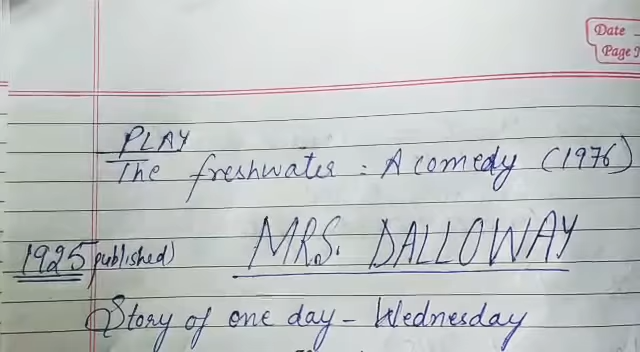 Date
Page
PLAY
The freshwater : A comedy (1976)
1925 published) MRS. DALLOWAY
Story of one day - Wednesday